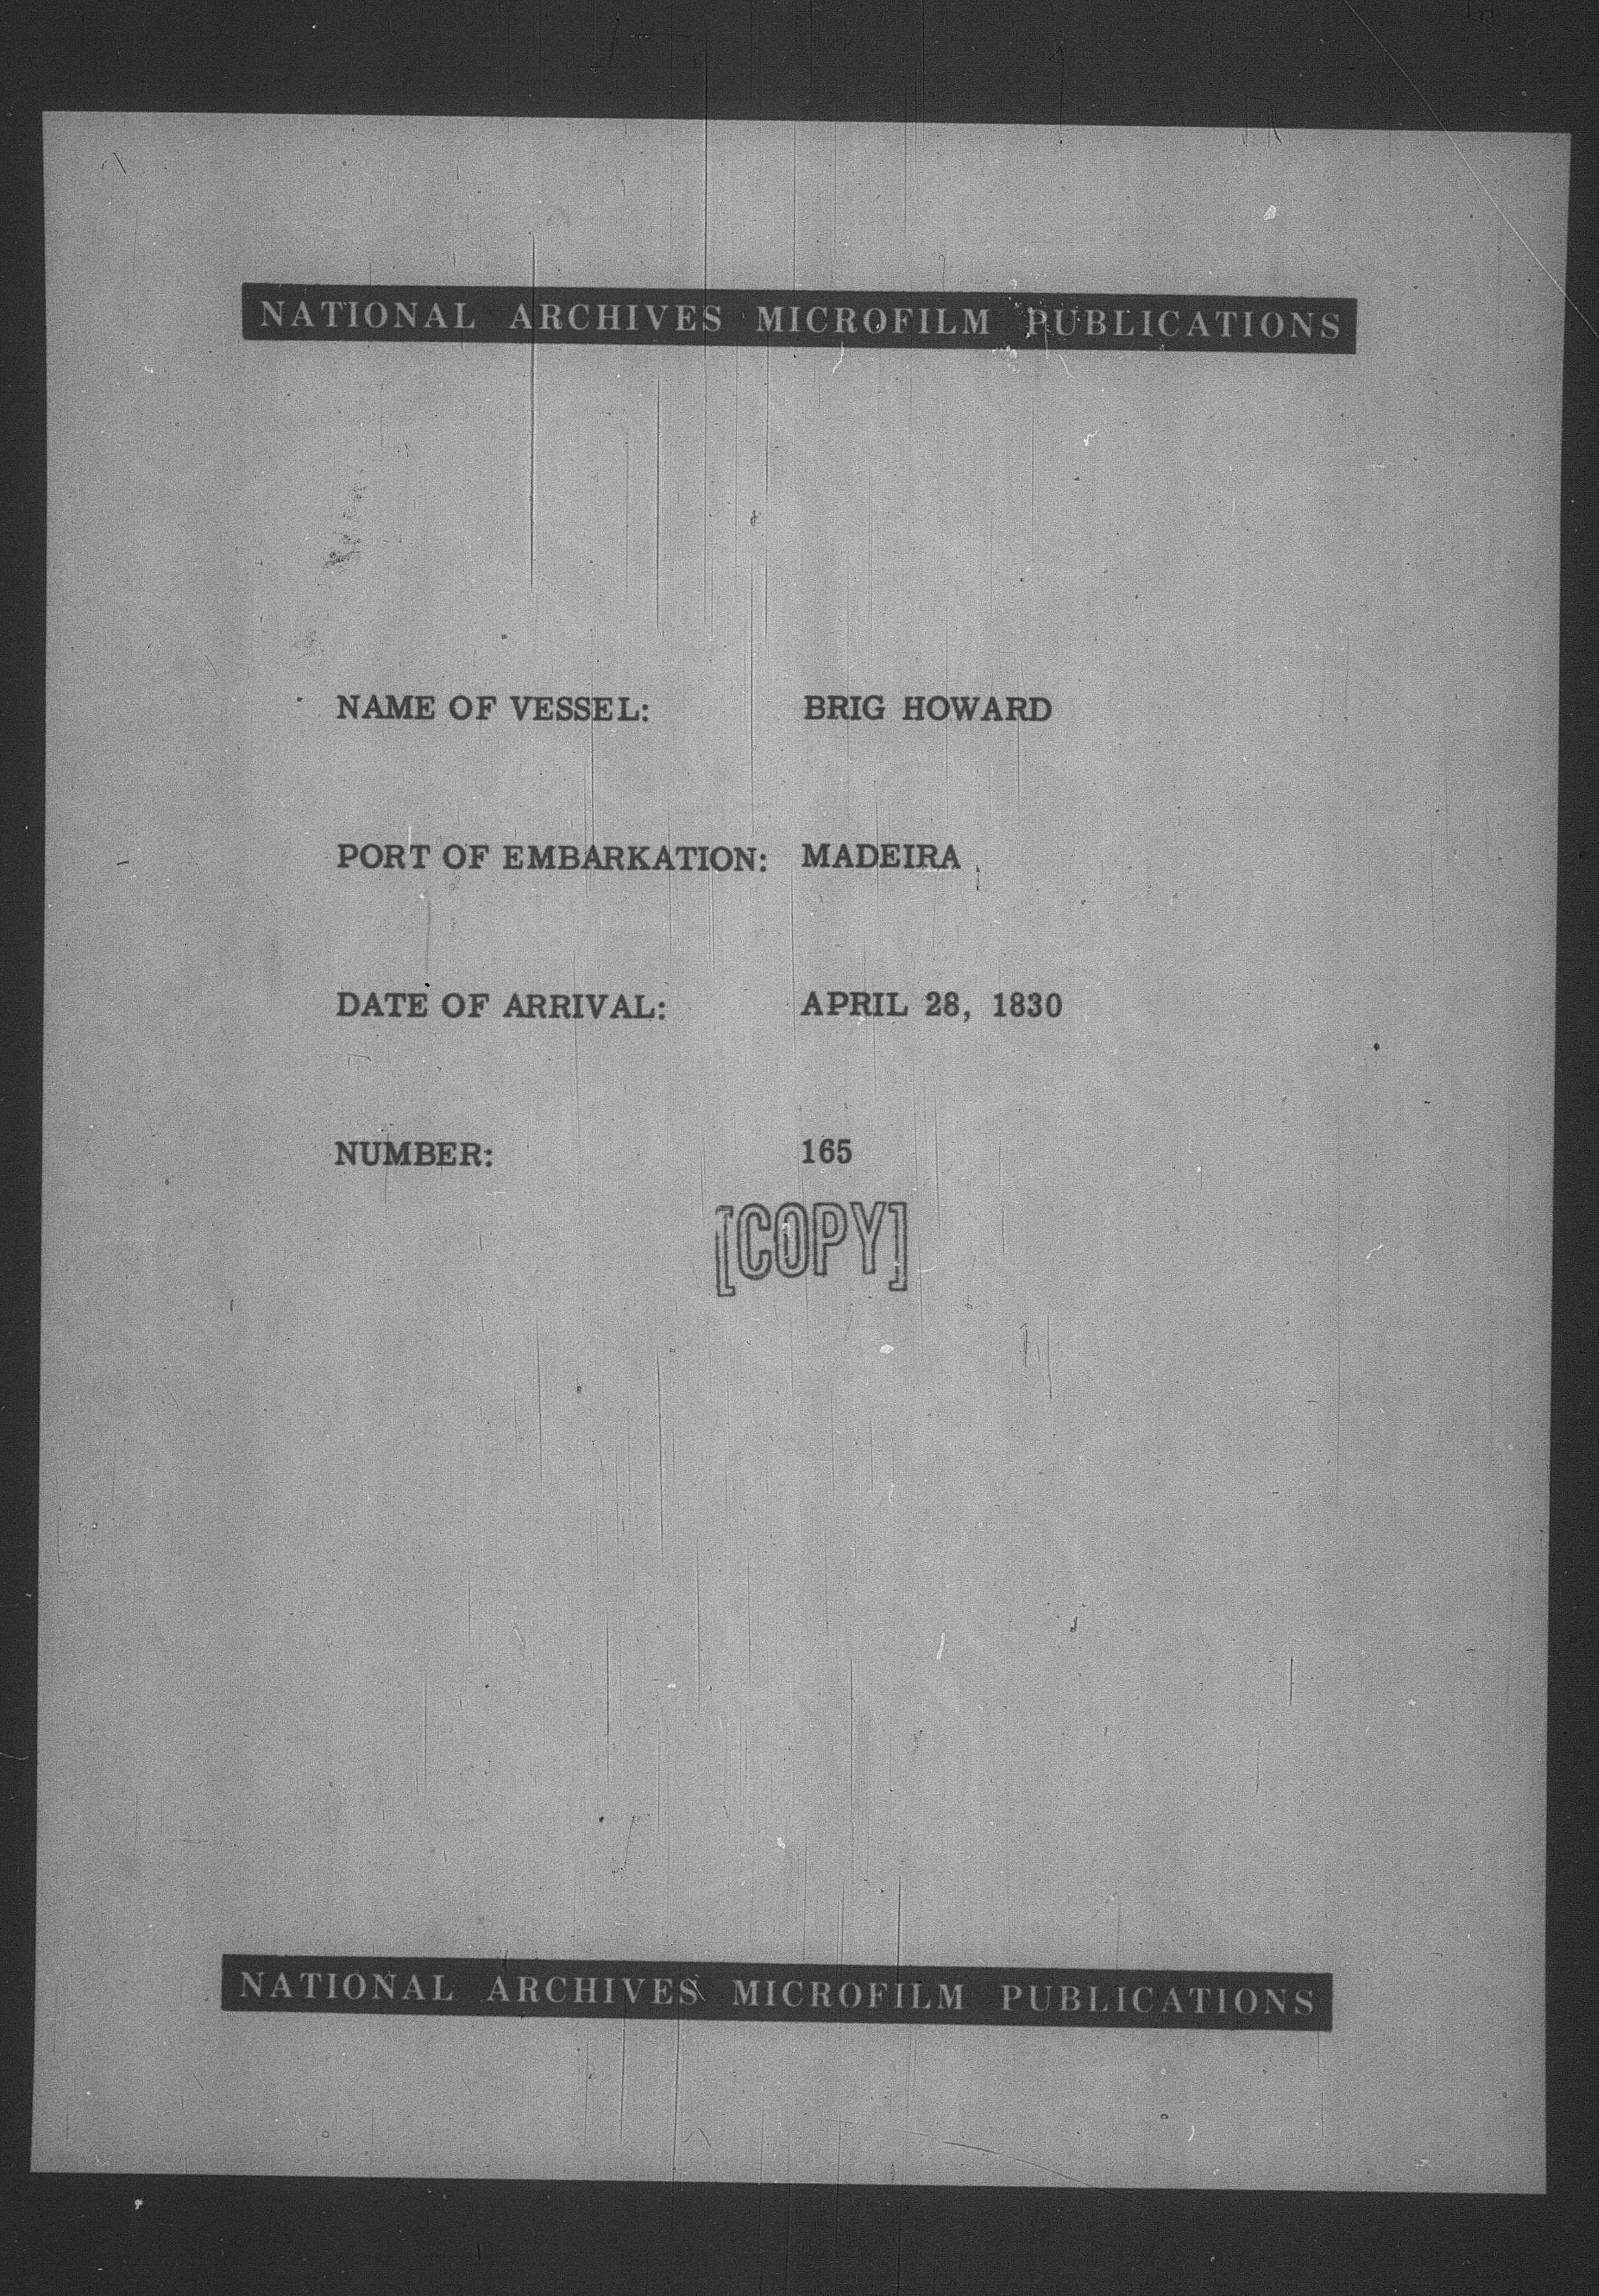 NATIONAL ARCHIVES MICROFILM PUBLICATIONS
NAME OF VESSEL: BRIG HOWARD
PORT OF EMBARKATION: MADEIRA
DATE OF ARRIVAL: APRIL 28, 1830
NUMBER: 165
[COPY]
NATIONAL ARCHIVES MICROFILM PUBLICATIONS